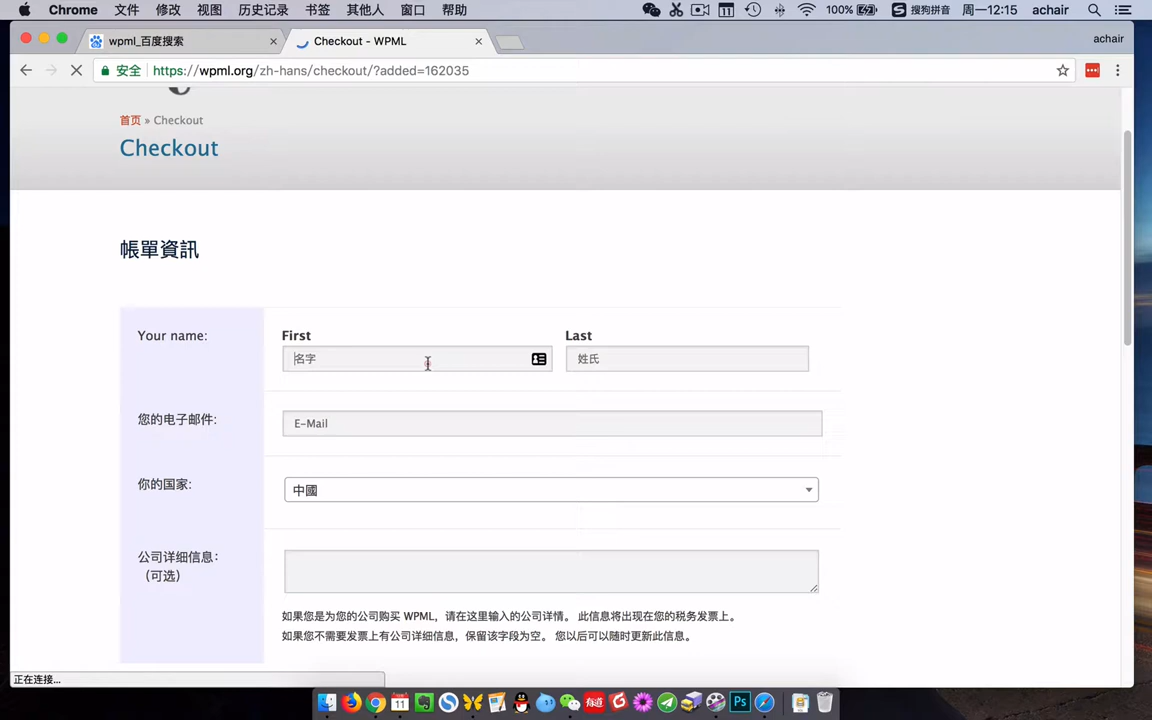 Chrome 文件 修改 视图 历史记录 书签 其他人 窗口 帮助 11 100% 搜狗拼音 周一12:15 achair
wpml_百度搜索 Checkout - WPML achair
安全 https://wpml.org/zh-hans/checkout/?added=162035
首页 » Checkout
Checkout
帳單資訊
Your name: First Last
名字 姓氏
您的电子邮件: E-Mail
你的国家: 中國
公司详细信息:
（可选）
如果您是为您的公司购买 WPML，请在这里输入的公司详情。 此信息将出现在您的税务发票上。
如果您不需要发票上有公司详细信息，保留该字段为空。 您以后可以随时更新此信息。
正在连接...
11 有道 Ps